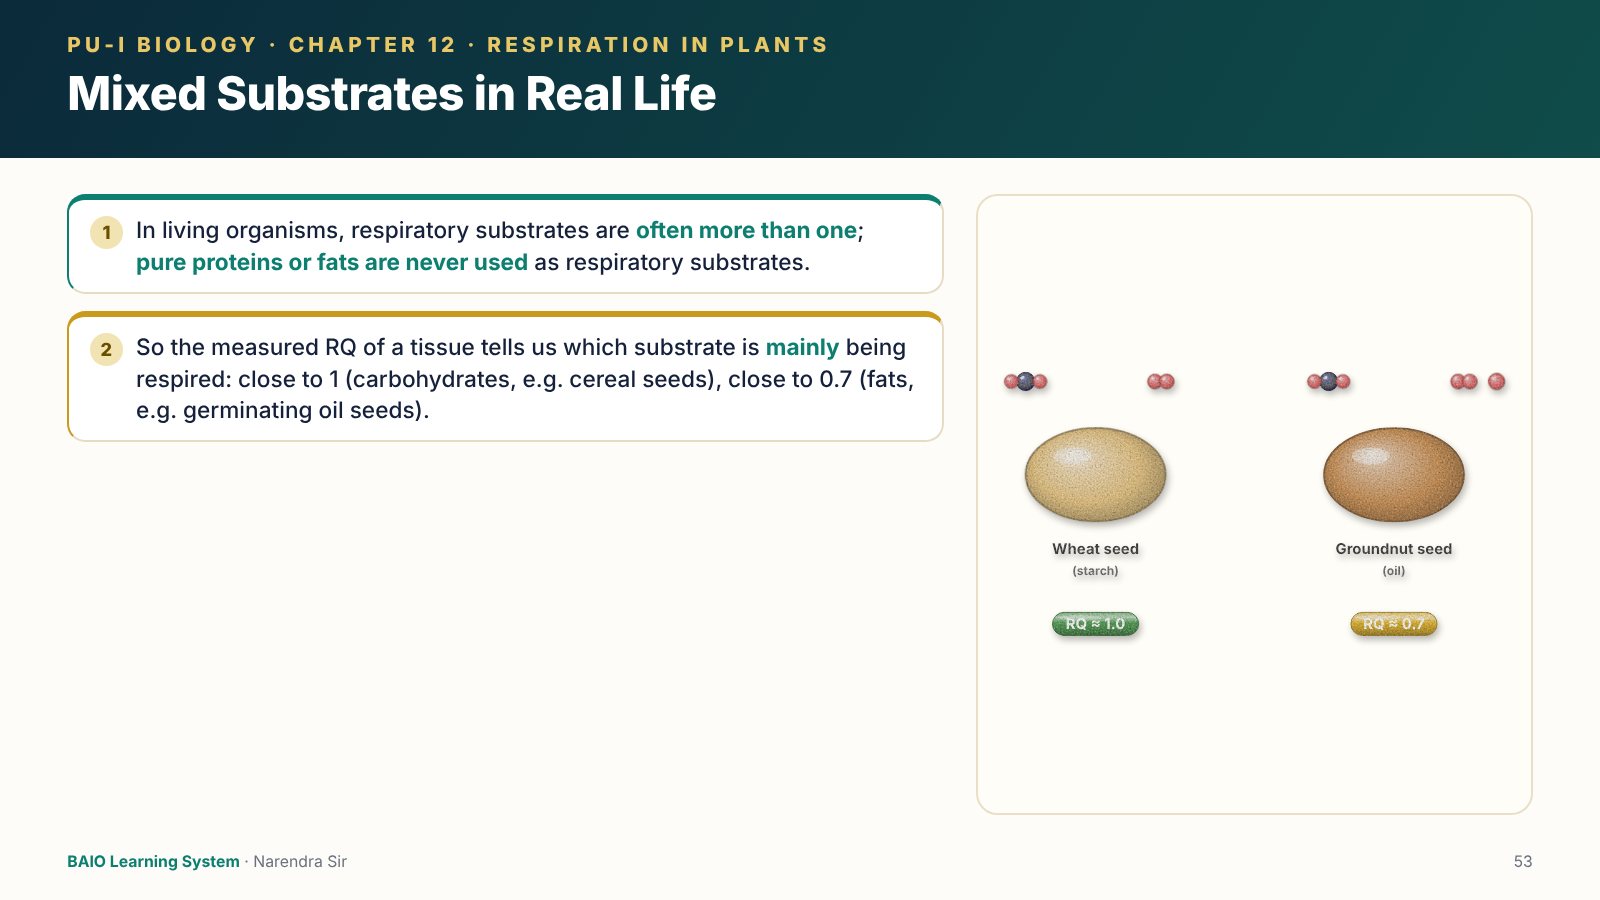 PU-I BIOLOGY · CHAPTER 12 · RESPIRATION IN PLANTS
Mixed Substrates in Real Life
1
In living organisms, respiratory substrates are often more than one;
pure proteins or fats are never used as respiratory substrates.
2
So the measured RQ of a tissue tells us which substrate is mainly being
respired: close to 1 (carbohydrates, e.g. cereal seeds), close to 0.7 (fats,
e.g. germinating oil seeds).
Wheat seed
(starch)
RQ ≈ 1.0
Groundnut seed
(oil)
RQ ≈ 0.7
BAIO Learning System · Narendra Sir
53